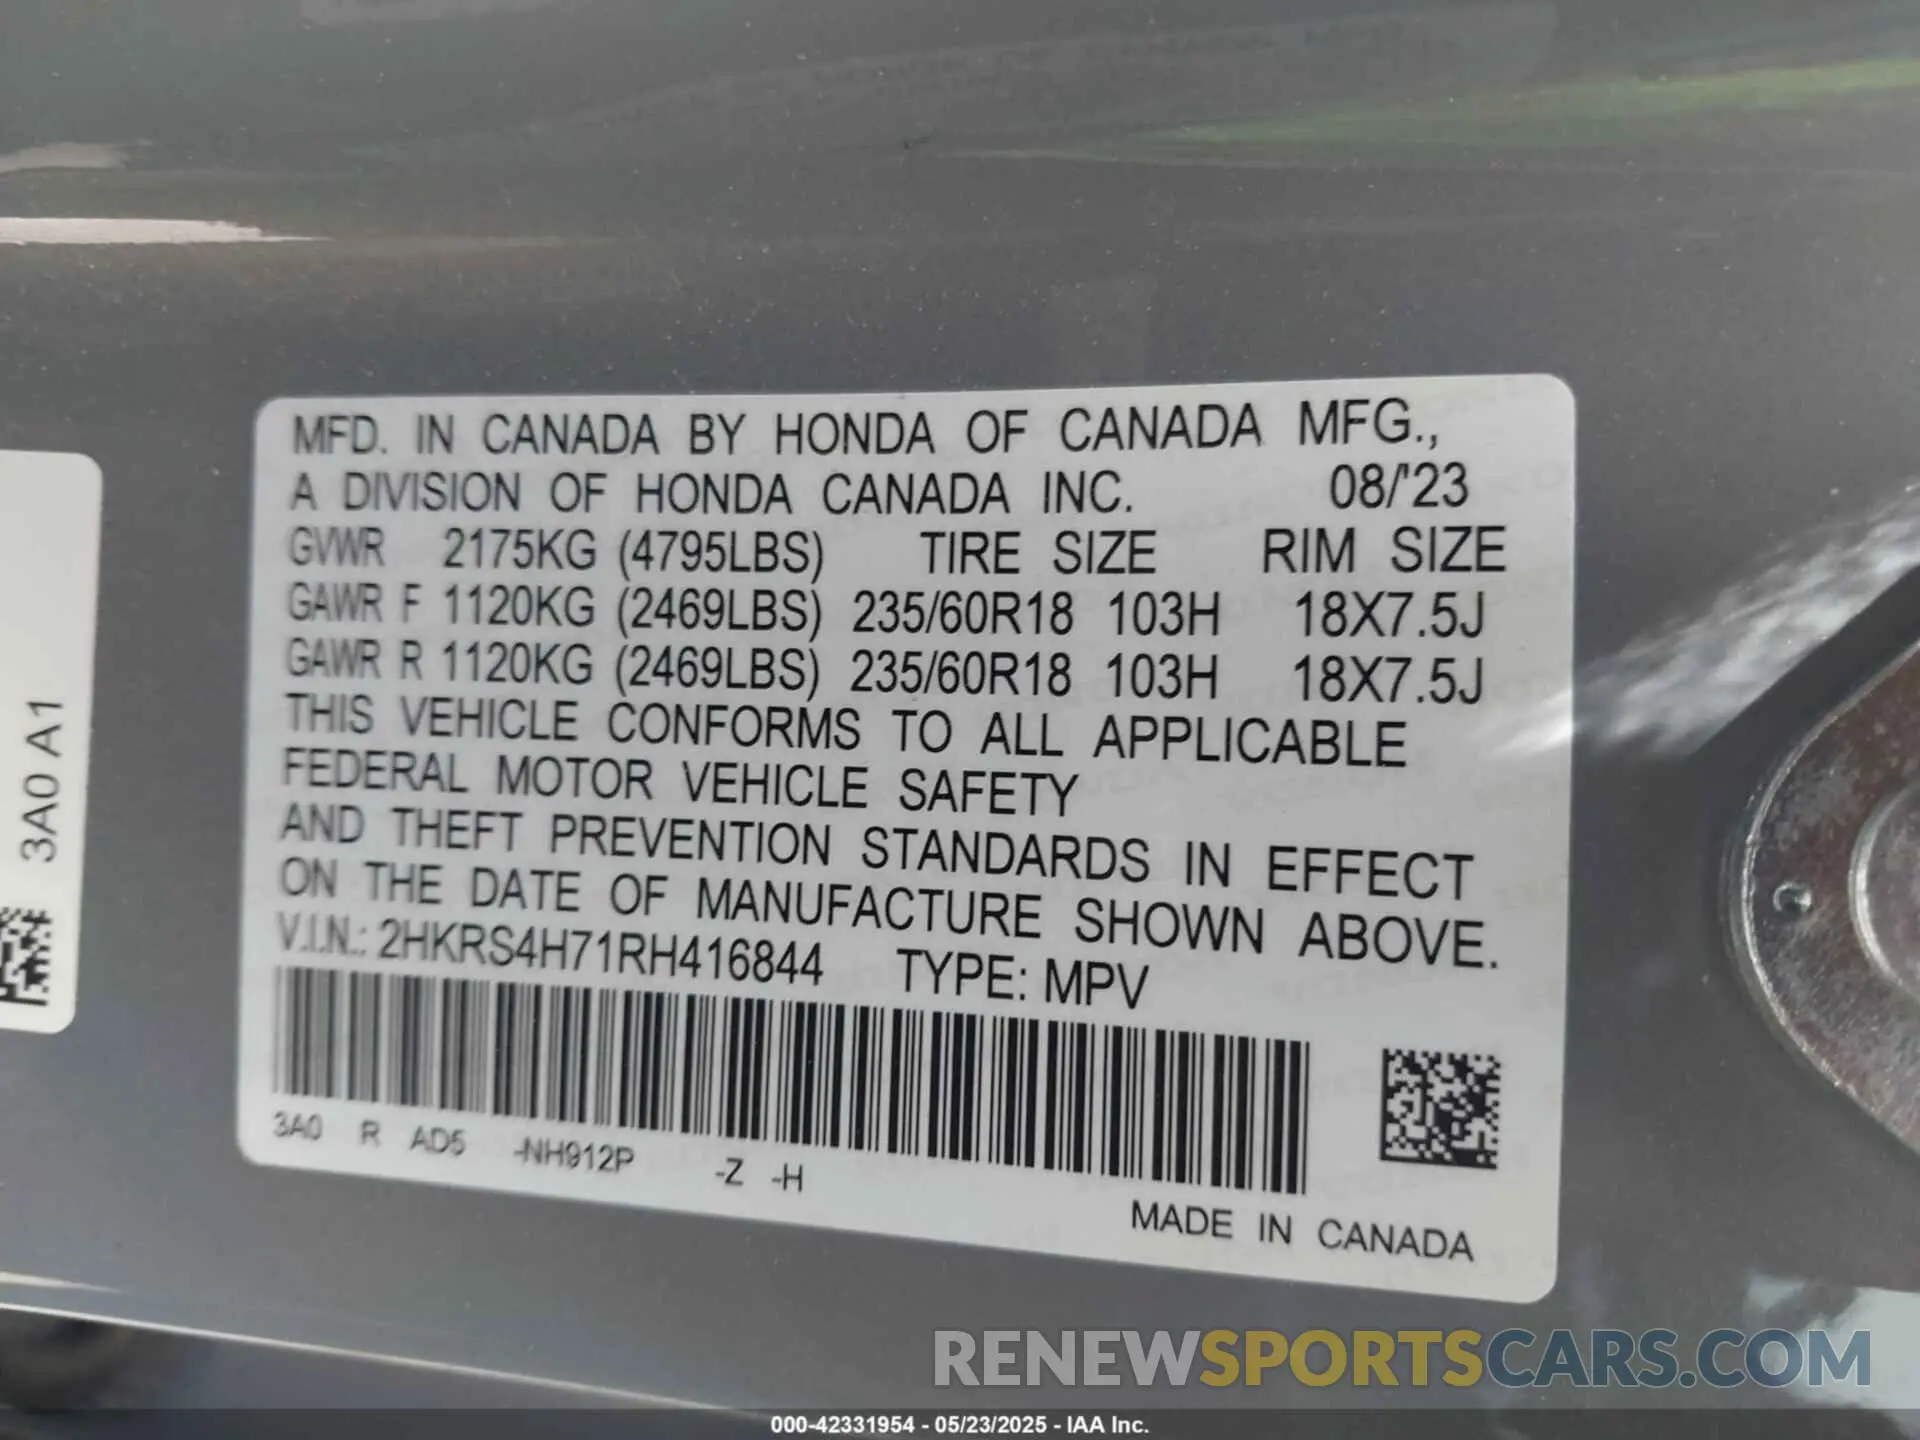 MFD. IN CANADA BY HONDA OF CANADA MFG.,
A DIVISION OF HONDA CANADA INC. 08/'23
GVWR 2175KG (4795LBS) TIRE SIZE RIM SIZE
GAWR F 1120KG (2469LBS) 235/60R18 103H 18X7.5J
GAWR R 1120KG (2469LBS) 235/60R18 103H 18X7.5J
THIS VEHICLE CONFORMS TO ALL APPLICABLE
FEDERAL MOTOR VEHICLE SAFETY
AND THEFT PREVENTION STANDARDS IN EFFECT
ON THE DATE OF MANUFACTURE SHOWN ABOVE.
V.I.N.: 2HKRS4H71RH416844 TYPE: MPV
3A0 R AD5 -NH912P -Z -H
MADE IN CANADA
3A0 A1
RENEWSPORTSCARS.COM
000-42331954 - 05/23/2025 - IAA Inc.